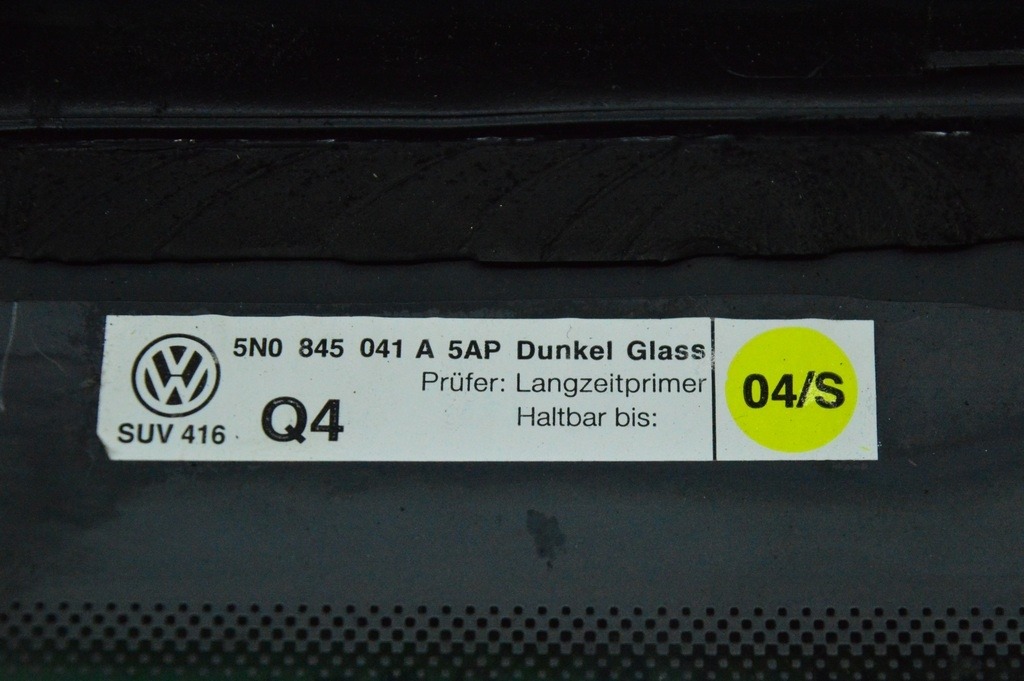 5N0 845 041 A 5AP Dunkel Glass
Prüfer: Langzeitprimer
Haltbar bis:
SUV 416
Q4
04/S